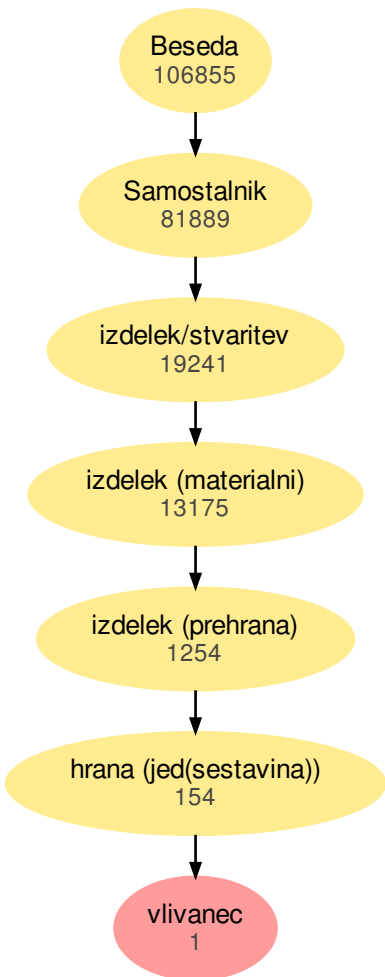 Beseda
106855
Samostalnik
81889
izdelek/stvaritev
19241
izdelek (materialni)
13175
izdelek (prehrana)
1254
hrana (jed(sestavina))
154
vlivanec
1